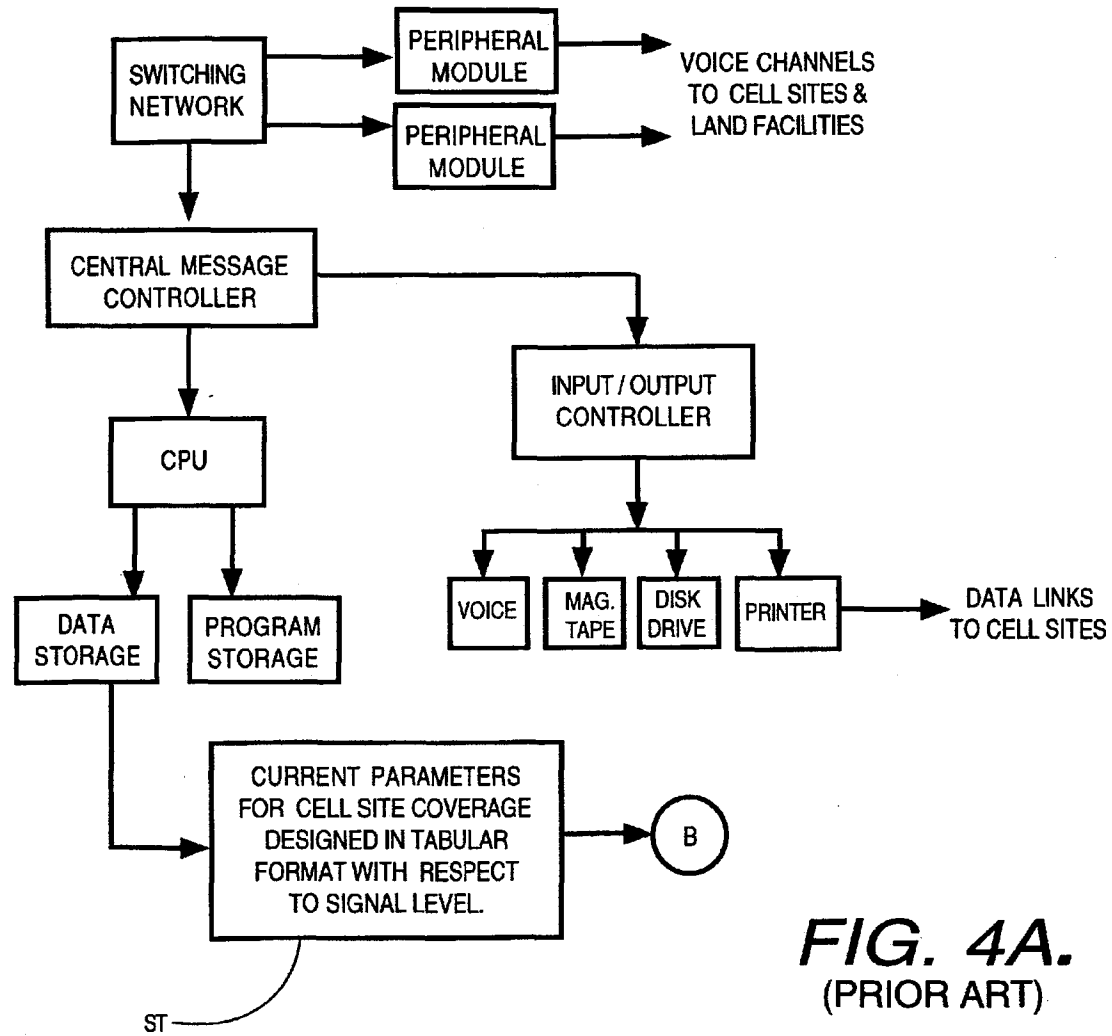 SWITCHING
NETWORK
PERIPHERAL
MODULE
PERIPHERAL
MODULE
VOICE CHANNELS
TO CELL SITES &
LAND FACILITIES
CENTRAL MESSAGE
CONTROLLER
INPUT / OUTPUT
CONTROLLER
CPU
DATA
STORAGE
PROGRAM
STORAGE
VOICE
MAG.
TAPE
DISK
DRIVE
PRINTER
DATA LINKS
TO CELL SITES
CURRENT PARAMETERS
FOR CELL SITE COVERAGE
DESIGNED IN TABULAR
FORMAT WITH RESPECT
TO SIGNAL LEVEL.
B
ST
FIG. 4A.
(PRIOR ART)